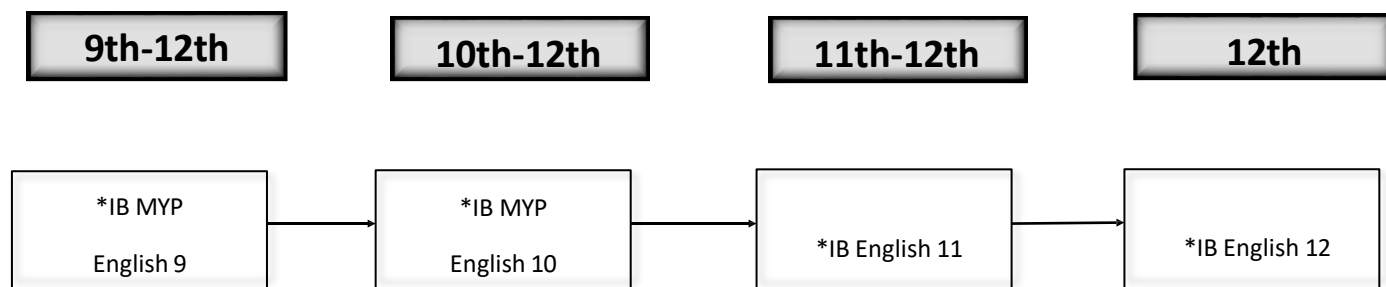 9th-12th
10th-12th
11th-12th
12th
*IB MYP
English 9
*IB MYP
English 10
*IB English 11
*IB English 12